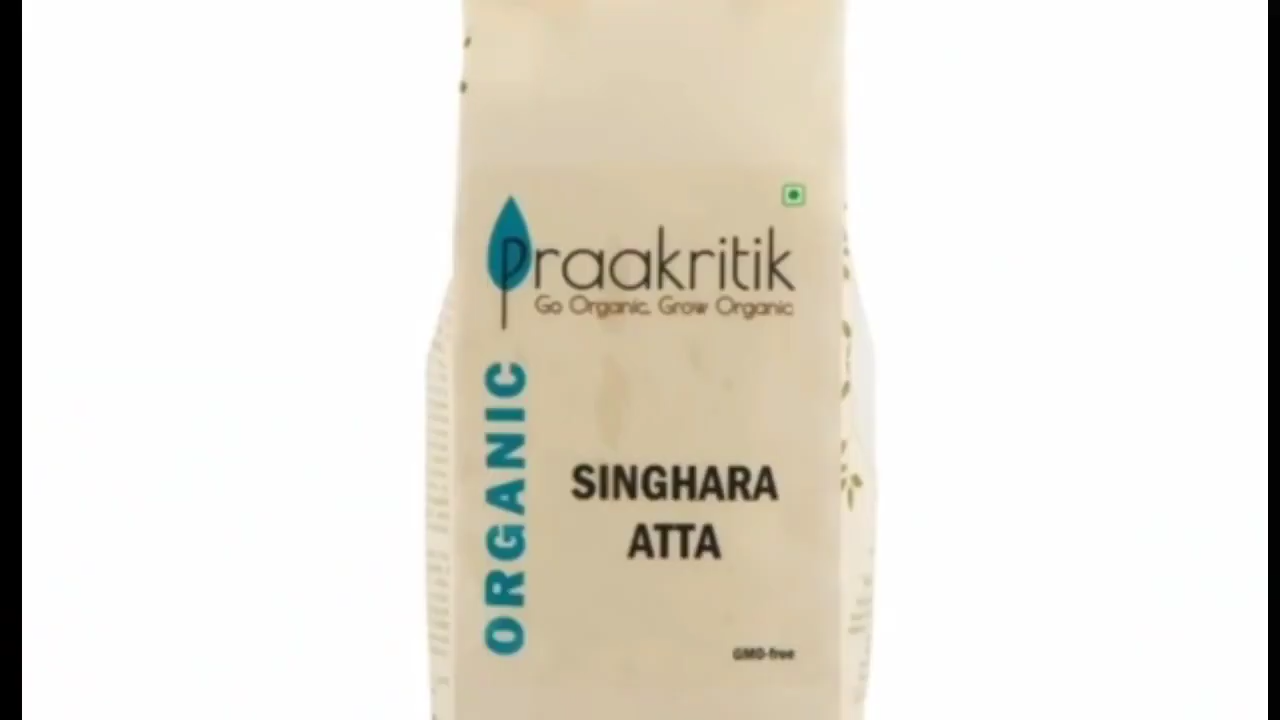 Praakritik
Go Organic. Grow Organic
ORGANIC
SINGHARA
ATTA
GMO-free